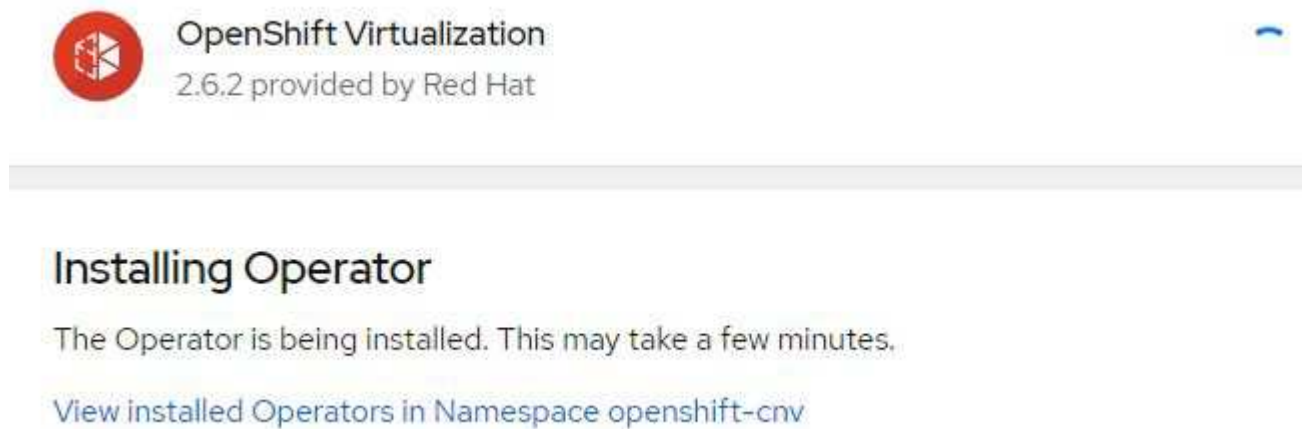 OpenShift Virtualization
2.6.2 provided by Red Hat
Installing Operator
The Operator is being installed. This may take a few minutes.
View installed Operators in Namespace openshift-cnv